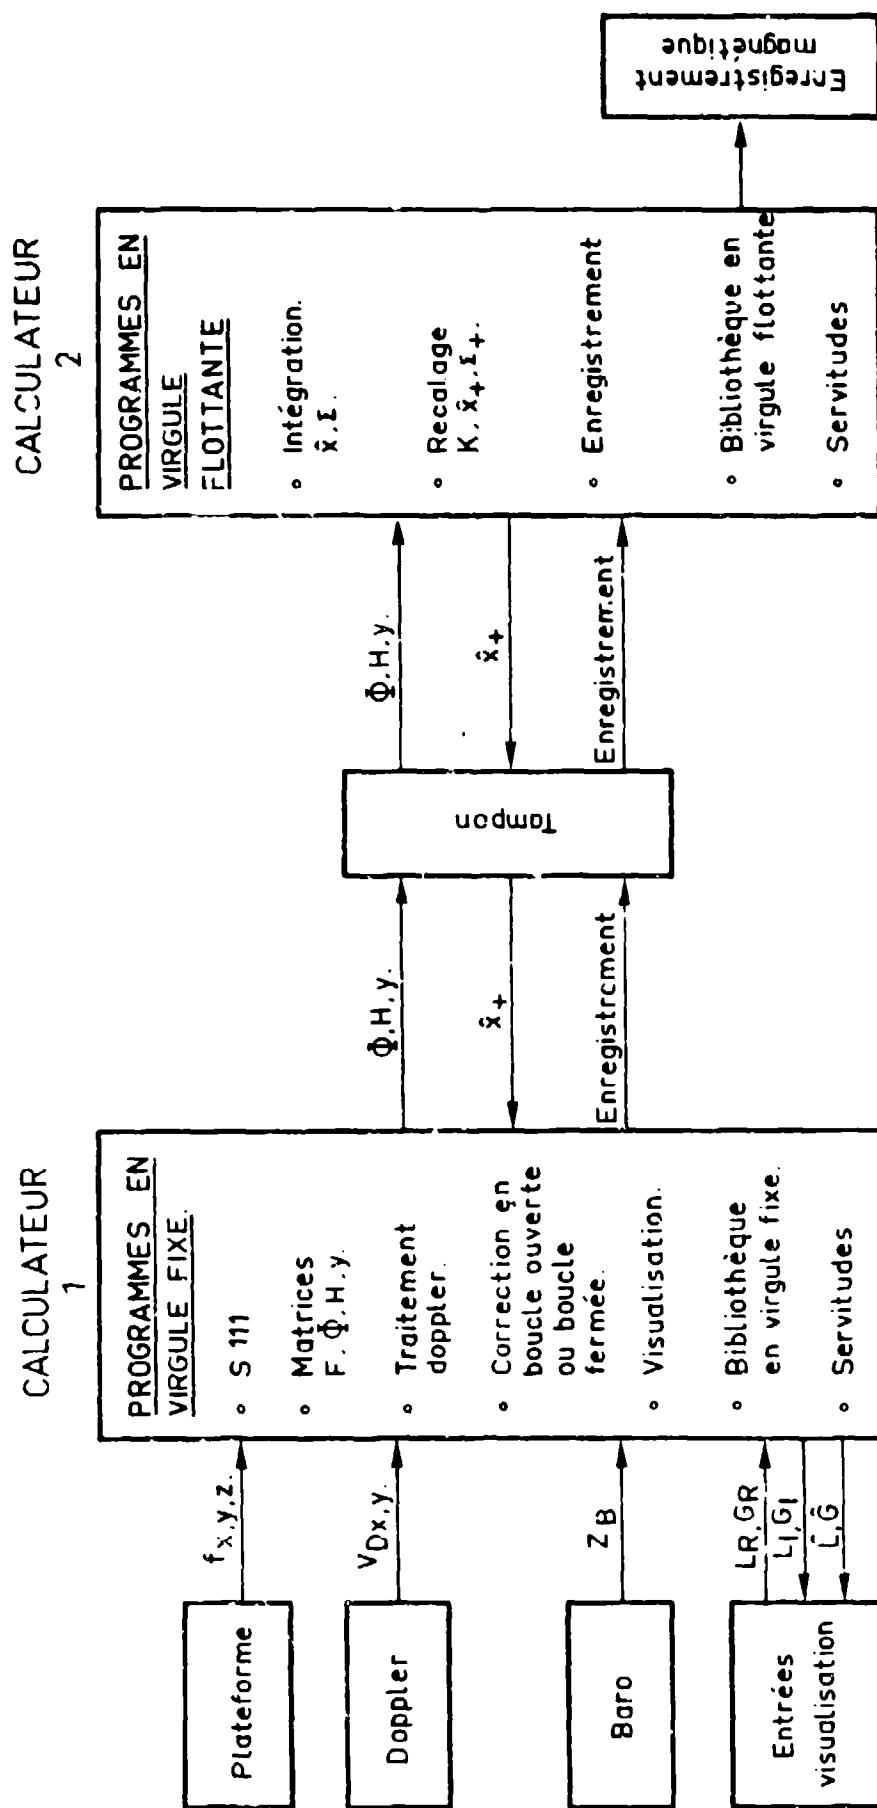 CALCULATEUR
1
CALCULATEUR
2
Plateforme
Doppler
Baro
Entrées
visualisation
f x,y,z.
V Dx,y.
Z B
LR,GR
LI,GI
L̂,Ĝ
PROGRAMMES EN
VIRGULE FIXE.
S 111
Matrices
F, Φ, H, y.
Traitement
doppler.
Correction en
boucle ouverte
ou boucle
fermée.
Visualisation.
Bibliothèque
en virgule fixe.
Servitudes
Φ, H, y.
x̂+
Enregistrement
Tampon
Φ, H, y.
x̂+
Enregistrement
PROGRAMMES EN
VIRGULE
FLOTTANTE
Intégration.
x̂, Σ.
Recalage
K, x̂+, Σ+.
Enregistrement
Bibliothèque en
virgule flottante
Servitudes
Enregistrement
magnétique